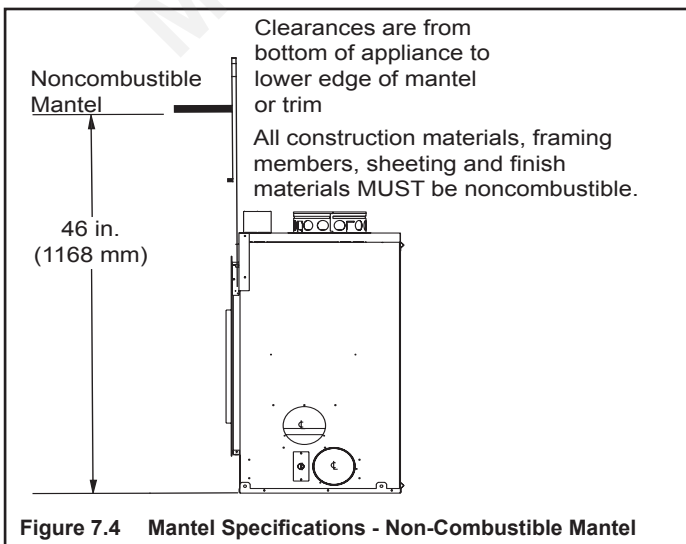 Clearances are from
bottom of appliance to
lower edge of mantel
or trim
Noncombustible
Mantel
All construction materials, framing
members, sheeting and finish
materials MUST be noncombustible.
46 in.
(1168 mm)
Figure 7.4 Mantel Specifications - Non-Combustible Mantel